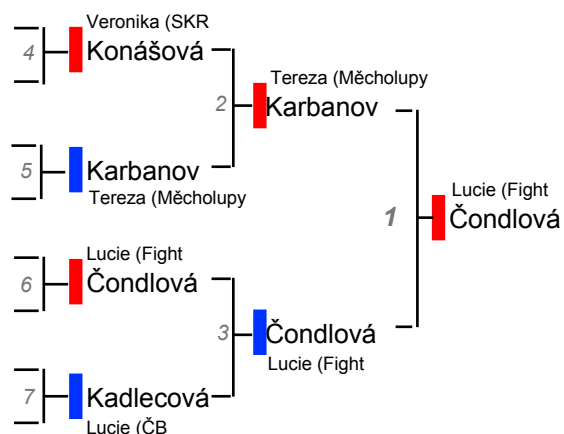 Veronika (SKR
4
Konášová
Tereza (Měcholupy
2
Karbanov
5
Karbanov
Tereza (Měcholupy
Lucie (Fight
1
Čondlová
Lucie (Fight
6
Čondlová
3
Čondlová
Lucie (Fight
7
Kadlecová
Lucie (ČB